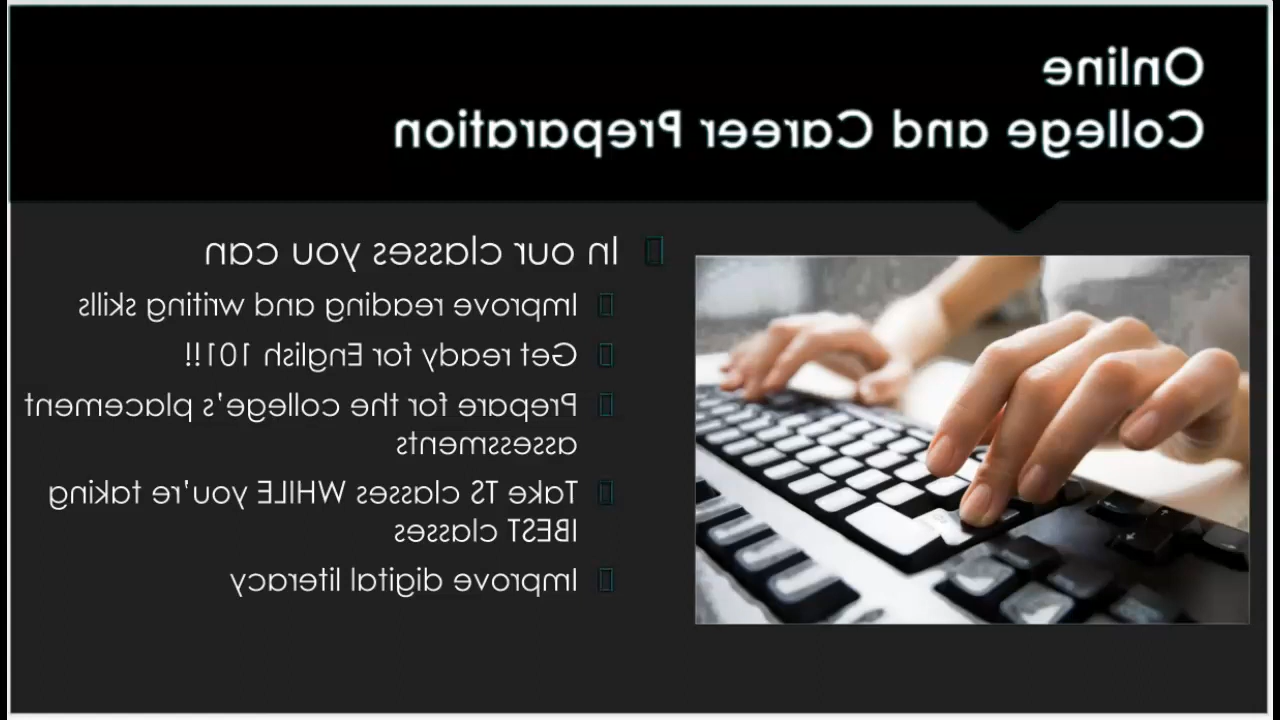 Online
College and Career Preparation
In our classes you can
Improve reading and writing skills
Get ready for English 101!!
Prepare for the college's placement
assessments
Take TS classes WHILE you're taking
IBEST classes
Improve digital literacy